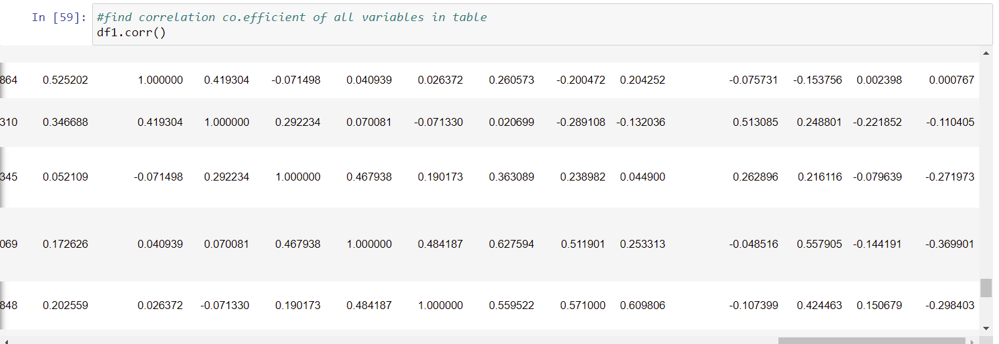 In [59]: #find correlation co.efficient of all variables in table
df1.corr()
864 0.525202 1.000000 0.419304 -0.071498 0.040939 0.026372 0.260573 -0.200472 0.204252 -0.075731 -0.153756 0.002398 0.000767
310 0.346688 0.419304 1.000000 0.292234 0.070081 -0.071330 0.020699 -0.289108 -0.132036 0.513085 0.248801 -0.221852 -0.110405
345 0.052109 -0.071498 0.292234 1.000000 0.467938 0.190173 0.363089 0.238982 0.044900 0.262896 0.216116 -0.079639 -0.271973
069 0.172626 0.040939 0.070081 0.467938 1.000000 0.484187 0.627594 0.511901 0.253313 -0.048516 0.557905 -0.144191 -0.369901
848 0.202559 0.026372 -0.071330 0.190173 0.484187 1.000000 0.559522 0.571000 0.609806 -0.107399 0.424463 0.150679 -0.298403